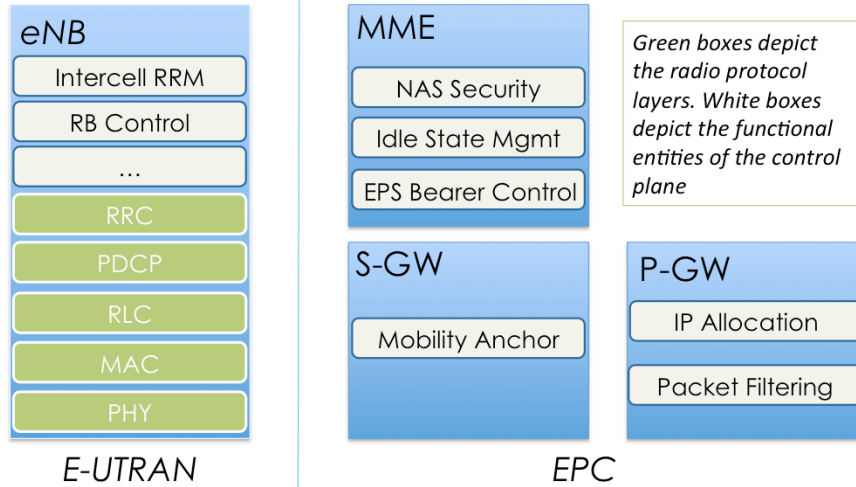 eNB
Intercell RRM
RB Control
...
RRC
PDCP
RLC
MAC
PHY
E-UTRAN
MME
NAS Security
Idle State Mgmt
EPS Bearer Control
S-GW
Mobility Anchor
P-GW
IP Allocation
Packet Filtering
EPC
Green boxes depict
the radio protocol
layers. White boxes
depict the functional
entities of the control
plane